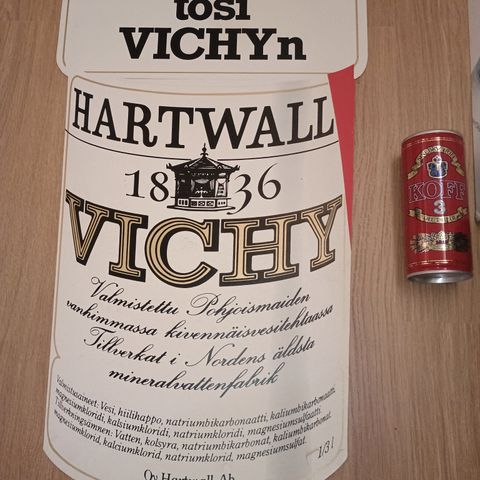 tosi
VICHYn
HARTWALL
1836
VICHY
Valmistettu Pohjoismaiden
vanhimmassa kivennäisvesitehtaassa
Tillverkat i Nordens äldsta
mineralvattenfabrik
Valmistusaineet: Vesi, hiilihappo, natriumbikarbonaatti, kaliumbikarbonaatti,
magnesiumkloridi, kalsiumkloridi, natriumkloridi, magnesiumsulfaatti.
Tillverkningsämnen: Vatten, kolsyra, natriumbikarbonat, kaliumbikarbonat,
magnesiumklorid, kalciumklorid, natriumklorid, magnesiumsulfat.
1/3 l
Oy Hartwall Ab
KOFF
3